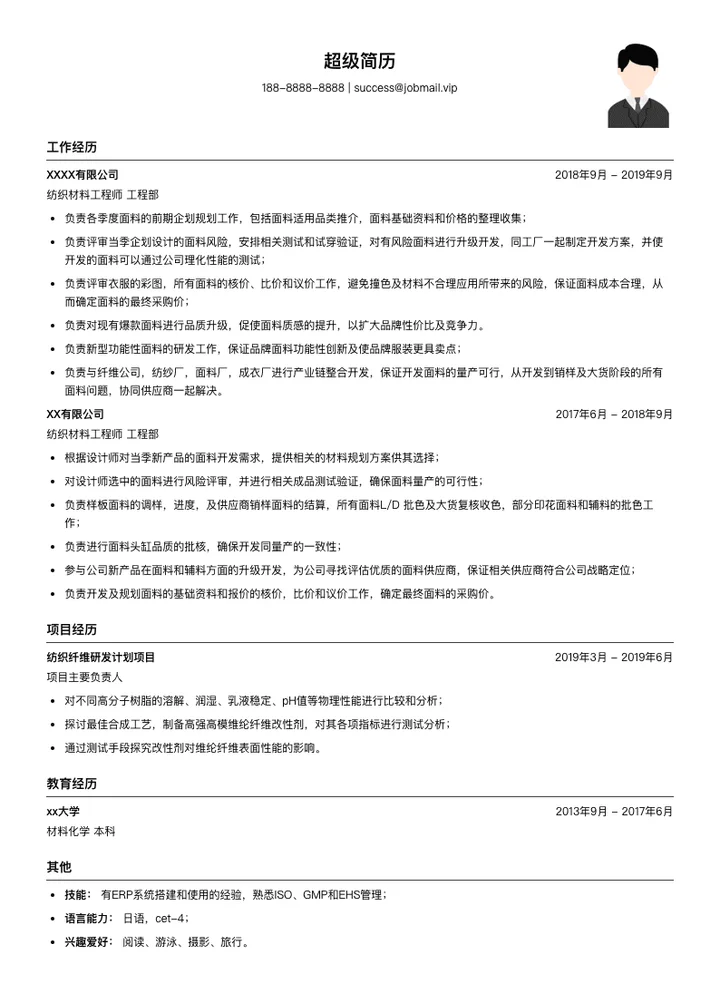 超级简历
188-8888-8888 | success@jobmail.vip
工作经历
XXXX有限公司 2018年9月 – 2019年9月
纺织材料工程师 工程部
• 负责各季度面料的前期企划规划工作，包括面料适用品类推介，面料基础资料和价格的整理收集；
• 负责评审当季企划设计的面料风险，安排相关测试和试穿验证，对有风险面料进行升级开发，同工厂一起制定开发方案，并使
开发的面料可以通过公司理化性能的测试；
• 负责评审衣服的彩图，所有面料的核价、比价和议价工作，避免撞色及材料不合理应用所带来的风险，保证面料成本合理，从
而确定面料的最终采购价；
• 负责对现有爆款面料进行品质升级，促使面料质感的提升，以扩大品牌性价比及竞争力。
• 负责新型功能性面料的研发工作，保证品牌面料功能性创新及使品牌服装更具卖点；
• 负责与纤维公司，纺纱厂，面料厂，成衣厂进行产业链整合开发，保证开发面料的量产可行，从开发到销样及大货阶段的所有
面料问题，协同供应商一起解决。
XX有限公司 2017年6月 – 2018年9月
纺织材料工程师 工程部
• 根据设计师对当季新产品的面料开发需求，提供相关的材料规划方案供其选择；
• 对设计师选中的面料进行风险评审，并进行相关成品测试验证，确保面料量产的可行性；
• 负责样板面料的调样，进度，及供应商销样面料的结算，所有面料L/D 批色及大货复核收色，部分印花面料和辅料的批色工
作；
• 负责进行面料头缸品质的批核，确保开发同量产的一致性；
• 参与公司新产品在面料和辅料方面的升级开发，为公司寻找评估优质的面料供应商，保证相关供应商符合公司战略定位；
• 负责开发及规划面料的基础资料和报价的核价，比价和议价工作，确定最终面料的采购价。
项目经历
纺织纤维研发计划项目 2019年3月 – 2019年6月
项目主要负责人
• 对不同高分子树脂的溶解、润湿、乳液稳定、pH值等物理性能进行比较和分析；
• 探讨最佳合成工艺，制备高强高模维纶纤维改性剂，对其各项指标进行测试分析；
• 通过测试手段探究改性剂对维纶纤维表面性能的影响。
教育经历
xx大学 2013年9月 – 2017年6月
材料化学 本科
其他
• 技能： 有ERP系统搭建和使用的经验，熟悉ISO、GMP和EHS管理；
• 语言能力： 日语，cet-4；
• 兴趣爱好： 阅读、游泳、摄影、旅行。